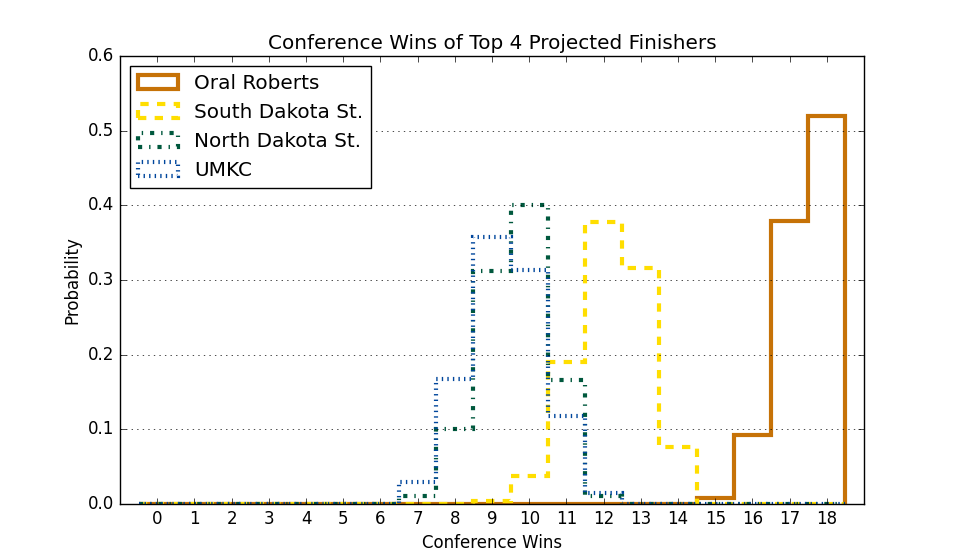 Conference Wins of Top 4 Projected Finishers
0.6
0.5
0.4
0.3
0.2
0.1
0.0
Probability
Oral Roberts
South Dakota St.
North Dakota St.
UMKC
0 1 2 3 4 5 6 7 8 9 10 11 12 13 14 15 16 17 18
Conference Wins